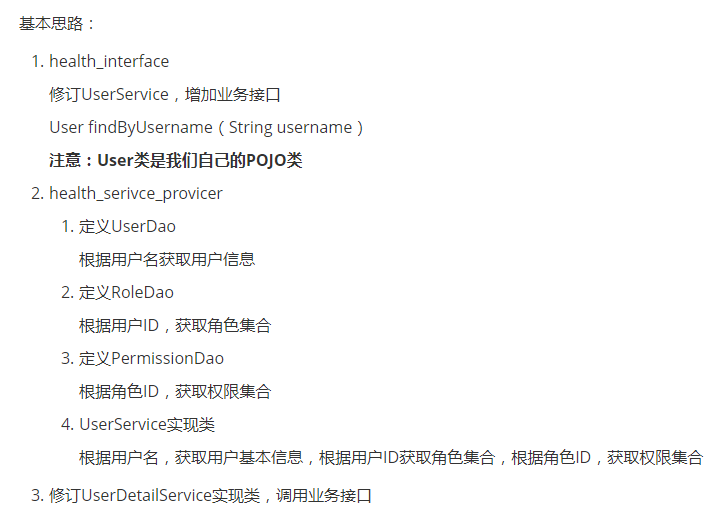 基本思路：
1. health_interface
修订UserService，增加业务接口
User findByUsername（String username）
注意：User类是我们自己的POJO类
2. health_serivce_provicer
1. 定义UserDao
根据用户名获取用户信息
2. 定义RoleDao
根据用户ID，获取角色集合
3. 定义PermissionDao
根据角色ID，获取权限集合
4. UserService实现类
根据用户名，获取用户基本信息，根据用户ID获取角色集合，根据角色ID，获取权限集合
3. 修订UserDetailService实现类，调用业务接口